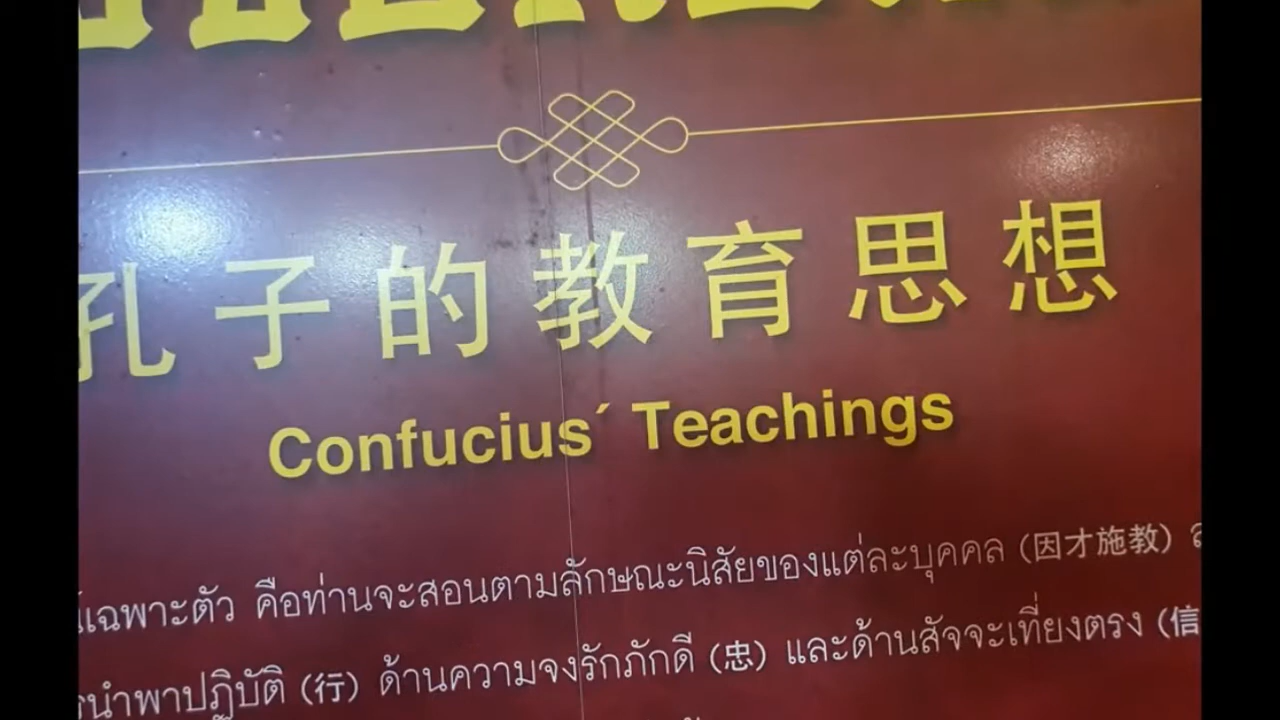 孔子的教育思想
Confucius´ Teachings
เฉพาะตัว คือท่านจะสอนตามลักษณะนิสัยของแต่ละบุคคล (因才施教)
นำพาปฏิบัติ (行) ด้านความจงรักภักดี (忠) และด้านสัจจะเที่ยงตรง (信